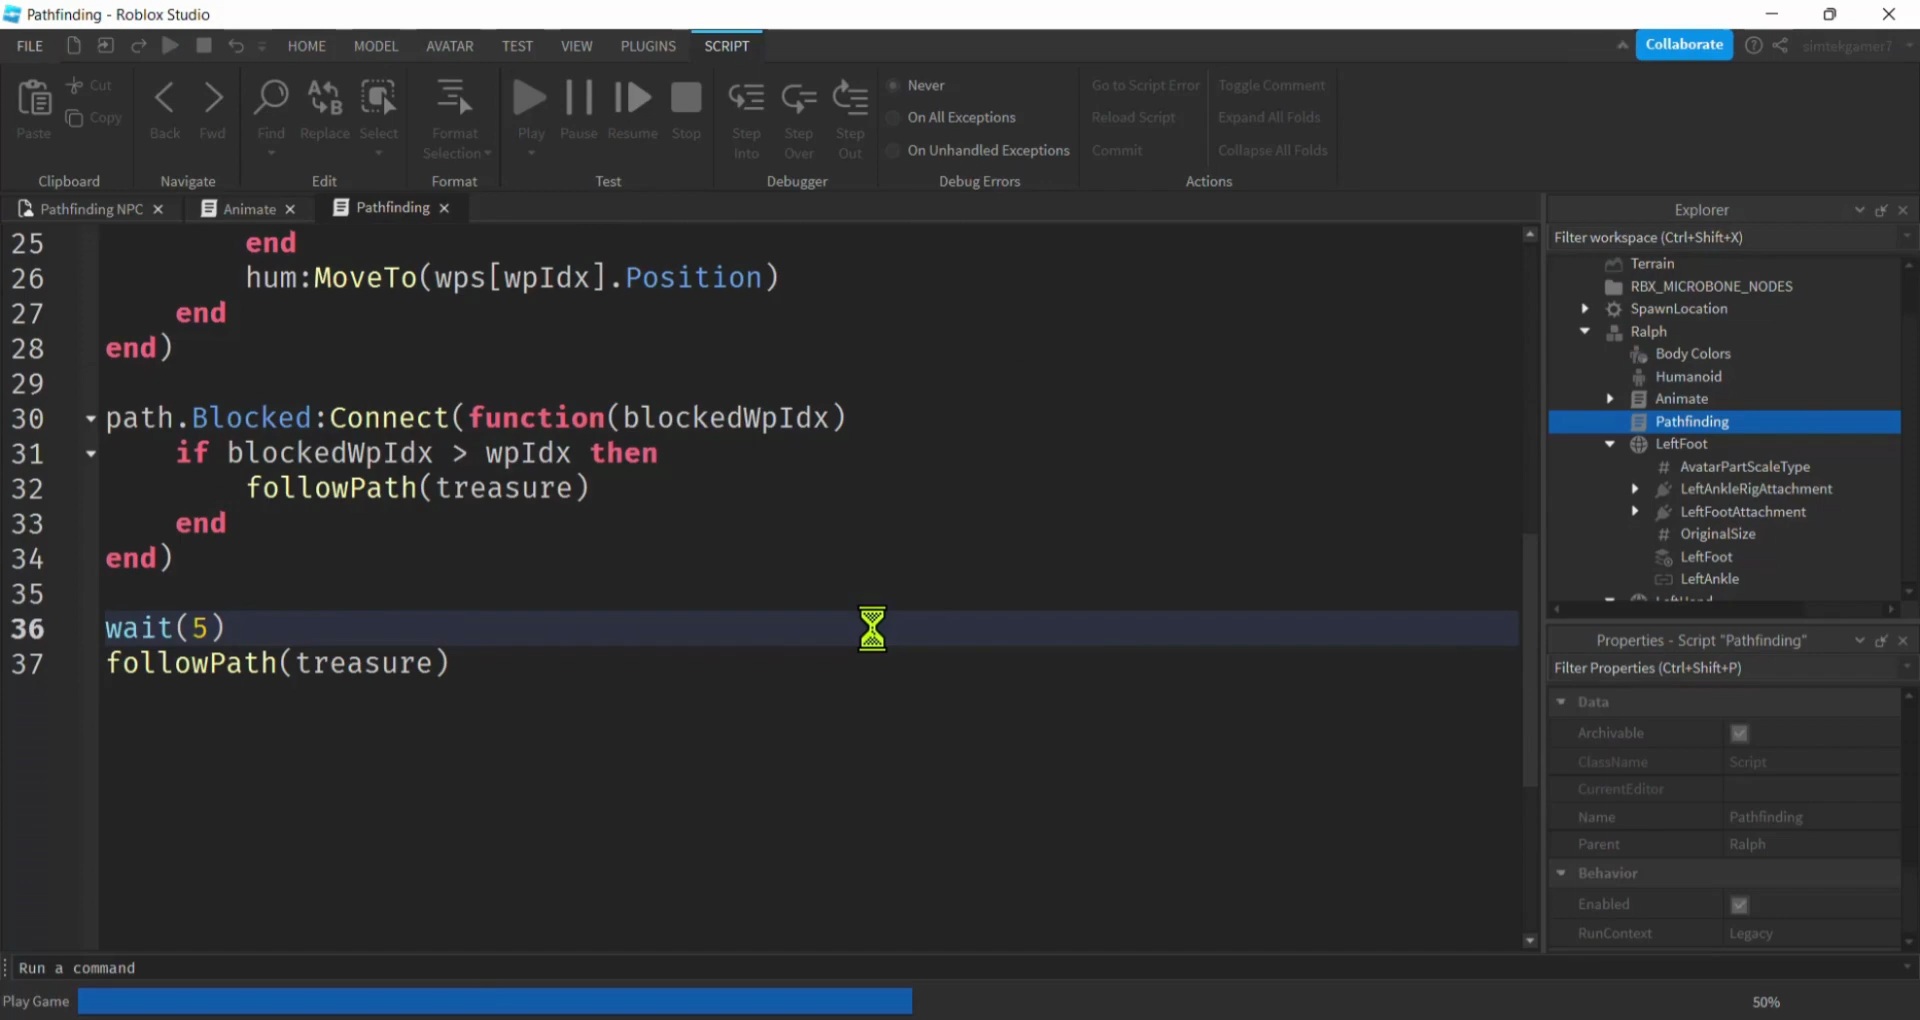 Pathfinding - Roblox Studio
FILE HOME MODEL AVATAR TEST VIEW PLUGINS SCRIPT Collaborate simtekgamer7
Paste Cut Copy Clipboard
Back Fwd Navigate
Find Replace Select Edit
Format Selection Format
Play Pause Resume Stop Test
Step Into Step Over Step Out Debugger
Never
On All Exceptions
On Unhandled Exceptions
Debug Errors
Go to Script Error Toggle Comment
Reload Script Expand All Folds
Commit Collapse All Folds
Actions
Pathfinding NPC Animate Pathfinding
25 end
26 hum:MoveTo(wps[wpIdx].Position)
27 end
28 end)
29
30 path.Blocked:Connect(function(blockedWpIdx)
31 if blockedWpIdx > wpIdx then
32 followPath(treasure)
33 end
34 end)
35
36 wait(5)
37 followPath(treasure)
Explorer
Filter workspace (Ctrl+Shift+X)
Terrain
RBX_MICROBONE_NODES
SpawnLocation
Ralph
Body Colors
Humanoid
Animate
Pathfinding
LeftFoot
# AvatarPartScaleType
LeftAnkleRigAttachment
LeftFootAttachment
# OriginalSize
LeftFoot
LeftAnkle
Properties - Script "Pathfinding"
Filter Properties (Ctrl+Shift+P)
Data
Archivable
ClassName Script
CurrentEditor
Name Pathfinding
Parent Ralph
Behavior
Enabled
RunContext Legacy
Run a command
Play Game 50%